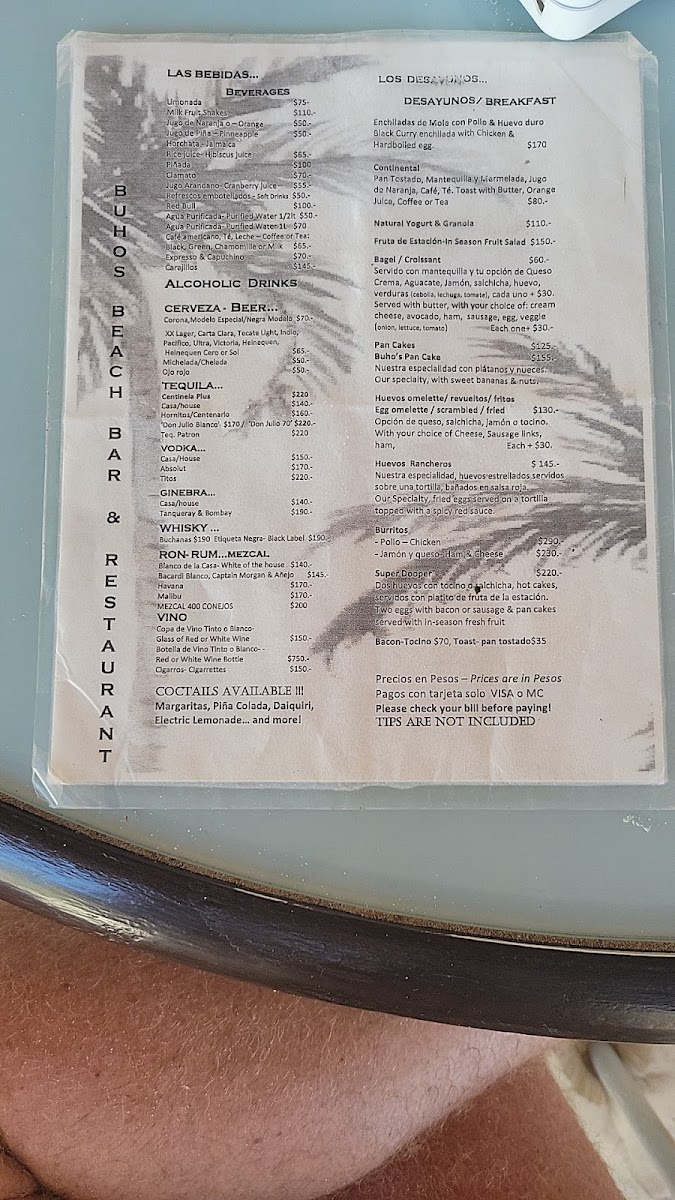 BUHOS BEACH BAR & RESTAURANT
LAS BEBIDAS...
BEVERAGES
Limonada $75-
Milk Fruit Shakes $110.-
Jugo de Naranja o – Orange $50.-
Jugo de Piña – Pinneapple $50.-
Horchata - Jamaica
Rice juice- Hibiscus juice $65.-
Piñada $100
Clamato $70.-
Jugo Arandano- Cranberry juice – $55.-
Refrescos embotellados - Soft Drinks $50.-
Red Bull $100.-
Agua Purificada- Purified Water 1/2lt $50.-
Agua Purificada- Purified Water 1L $70
Café americano, Té, Leche – Coffee or Tea:
Black, Green, Chamomille or Milk $65.-
Expresso & Capuchino $70.-
Carajillos $145.-
ALCOHOLIC DRINKS
CERVEZA- BEER...
Corona,Modelo Especial/Negra Modelo $70.-
XX Lager, Carta Clara, Tecate Light, Indio,
Pacifico, Ultra, Victoria, Heinequen,
Heinequen Cero or Sol $65.-
Michelada/Chelada $50.-
Ojo rojo $50.-
TEQUILA...
Centinela Plus $220
Casa/house $140.-
Hornitos/Centenario $160.-
'Don Julio Blanco' $170 / 'Don Julio 70' $220.-
Teq. Patron $220
VODKA...
Casa/House $150.-
Absolut $170.-
Titos $220.-
GINEBRA...
Casa/house $140.-
Tanqueray & Bombay $190.-
WHISKY ...
Buchanas $190 Etiqueta Negra- Black Label $190.-
RON- RUM...MEZCAL
Blanco de la Casa- White of the house $140.-
Bacardi Blanco, Captain Morgan & Añejo $145.-
Havana $170.-
Malibu $170.-
MEZCAL 400 CONEJOS $200
VINO
Copa de Vino Tinto o Blanco-
Glass of Red or White Wine $150.-
Botella de Vino Tinto o Blanco- -
Red or White Wine Bottle $750.-
Cigarros- Cigarrettes $150.-
COCTAILS AVAILABLE !!!
Margaritas, Piña Colada, Daiquiri,
Electric Lemonade... and more!
LOS DESAYUNOS...
DESAYUNOS/ BREAKFAST
Enchiladas de Mole con Pollo & Huevo duro
Black Curry enchilada with Chicken &
Hardboiled egg. $170
Continental
Pan Tostado, Mantequilla y Mermelada, Jugo
de Naranja, Café, Té. Toast with Butter, Orange
Juice, Coffee or Tea $80.-
Natural Yogurt & Granola $110.-
Fruta de Estación-In Season Fruit Salad $150.-
Bagel / Croissant $60.-
Servido con mantequilla y tu opción de Queso
Crema, Aguacate, Jamón, salchicha, huevo,
verduras (cebolla, lechuga, tomate), cada uno + $30.
Served with butter, with your choice of: cream
cheese, avocado, ham, sausage, egg, veggie
(onion, lettuce, tomato) Each one+ $30.-
Pan Cakes $125.-
Buho's Pan Cake $155.-
Nuestra especialidad con plátanos y nueces.
Our specialty, with sweet bananas & nuts.
Huevos omelette/ revueltos/ fritos
Egg omelette / scrambled / fried $130.-
Opción de queso, salchicha, jamón o tocino.
With your choice of Cheese, Sausage links,
ham, Each + $30.
Huevos Rancheros $ 145.-
Nuestra especialidad, huevos estrellados servidos
sobre una tortilla, bañados en salsa roja.
Our Specialty, fried eggs served on a tortilla
topped with a spicy red sauce.
Burritos
- Pollo – Chicken $290.-
- Jamón y queso- Ham & Cheese $230.-
Super Dooper $220.-
Dos huevos con tocino o salchicha, hot cakes,
servidos con platito de fruta de la estación.
Two eggs with bacon or sausage & pan cakes
served with In-season fresh fruit
Bacon-Tocino $70, Toast- pan tostado$35
Precios en Pesos – Prices are in Pesos
Pagos con tarjeta solo VISA o MC
Please check your bill before paying!
TIPS ARE NOT INCLUDED